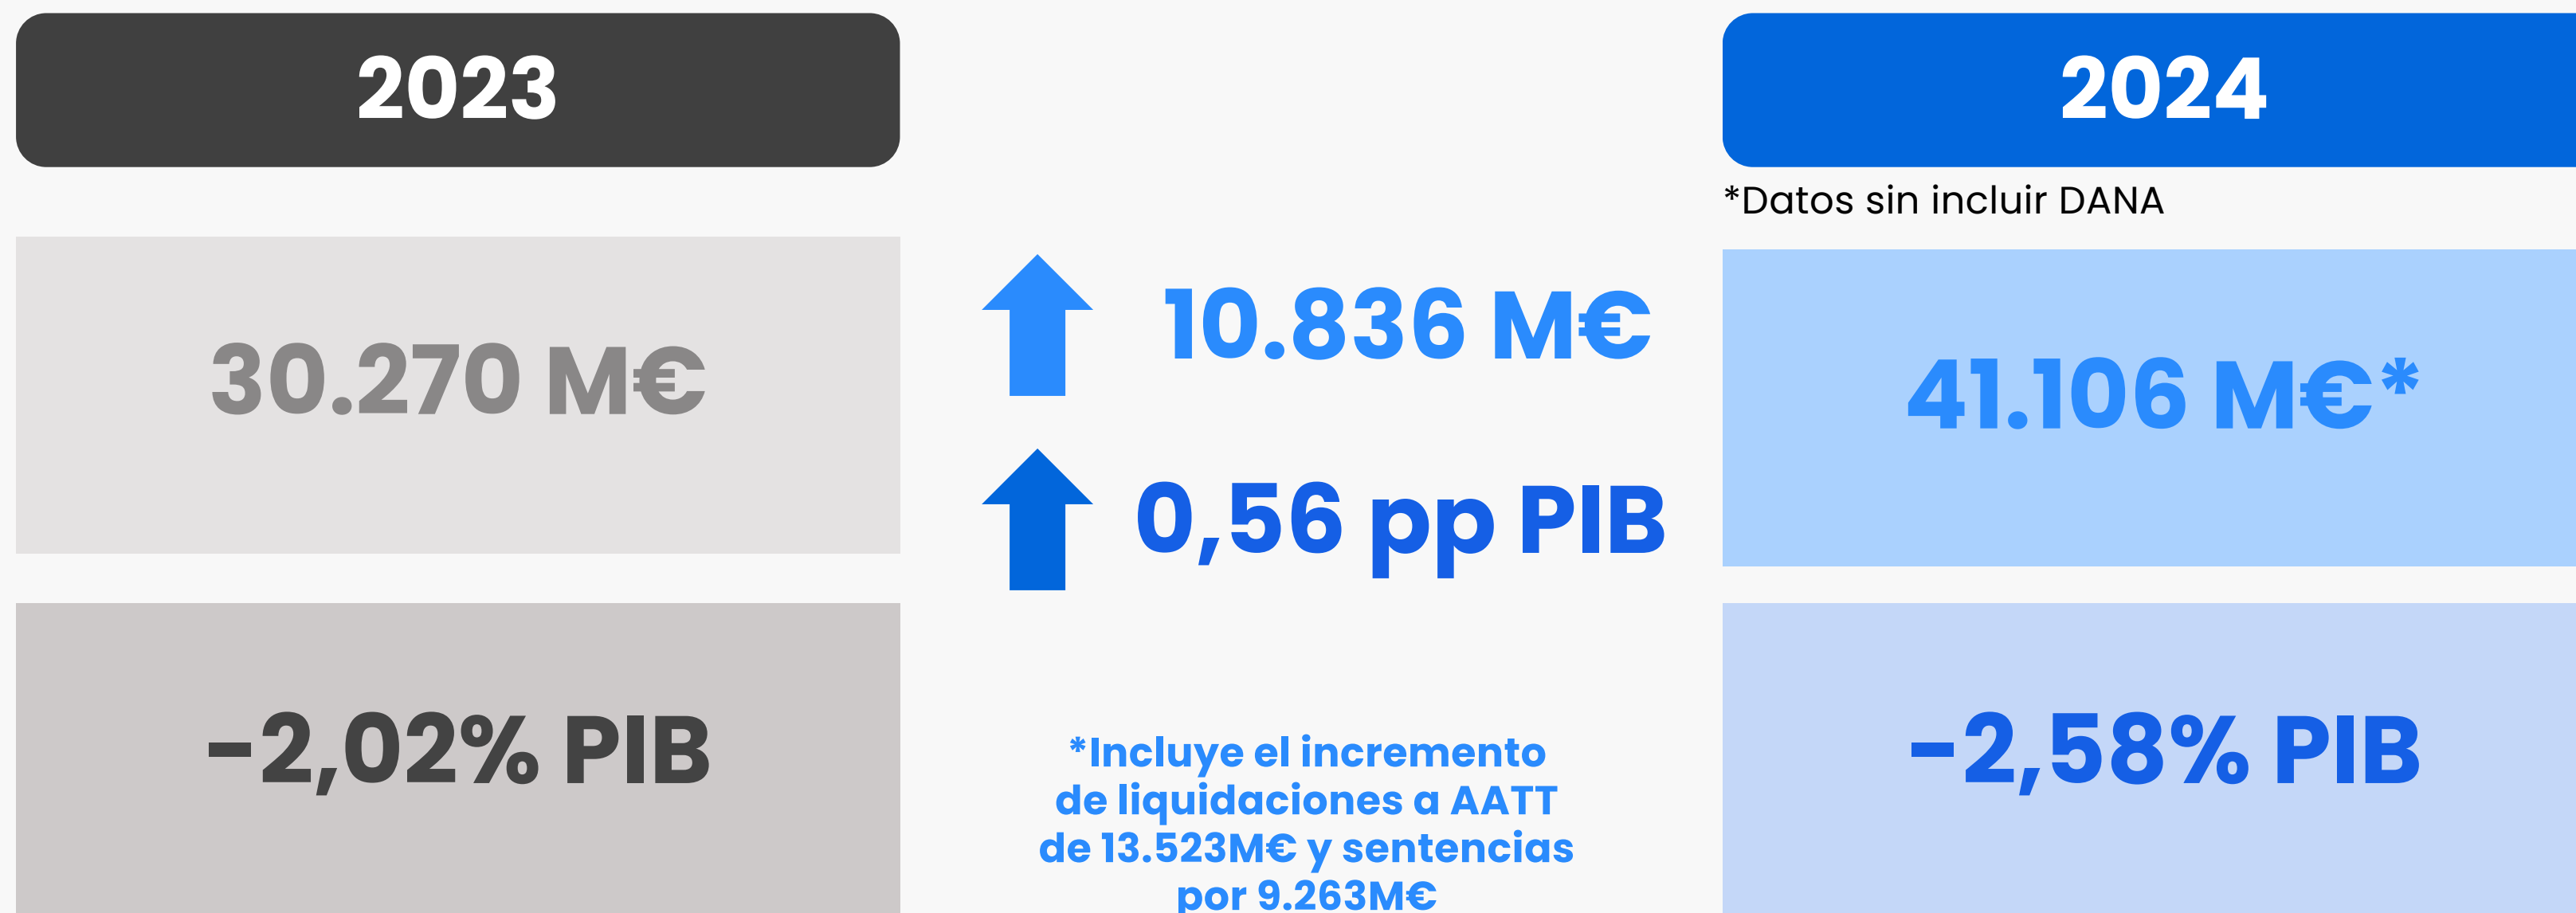 2023
2024
*Datos sin incluir DANA
30.270 M€
10.836 M€
41.106 M€*
0,56 pp PIB
-2,02% PIB
-2,58% PIB
*Incluye el incremento
de liquidaciones a AATT
de 13.523M€ y sentencias
por 9.263M€